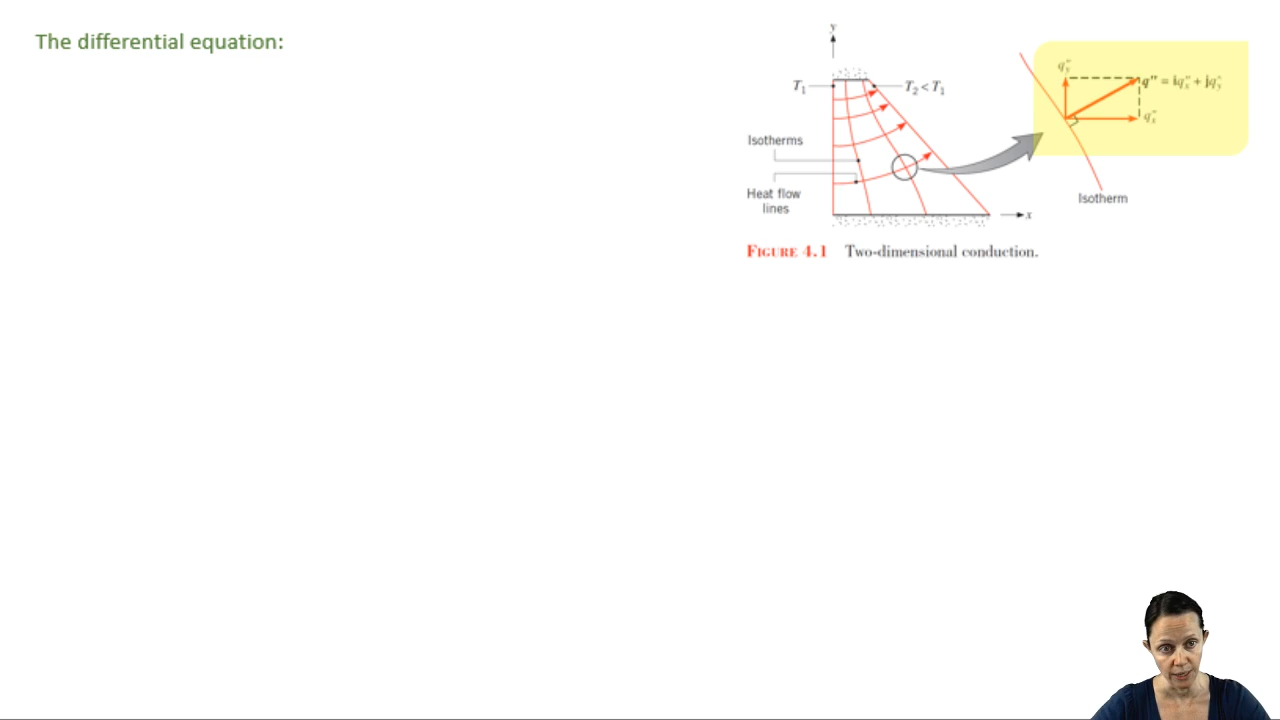 The differential equation:
y
T₁
T₂ < T₁
Isotherms
Heat flow
lines
x
q″y
q″ = iq″x + jq″y
q″x
Isotherm
FIGURE 4.1 Two-dimensional conduction.